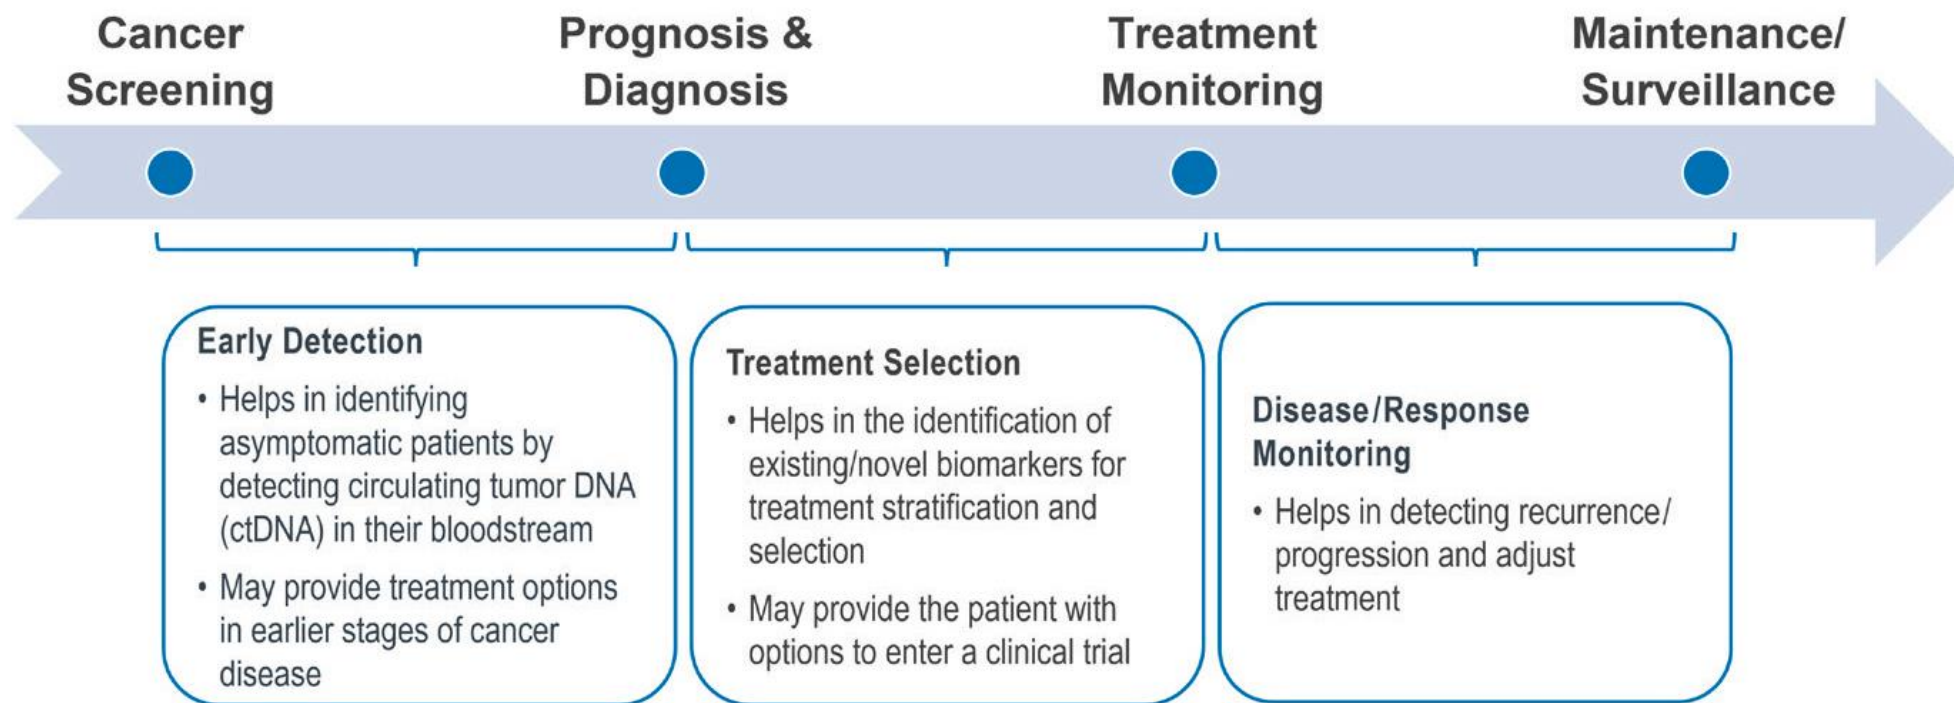 Cancer
Screening
Prognosis &
Diagnosis
Treatment
Monitoring
Maintenance/
Surveillance
Early Detection
• Helps in identifying
asymptomatic patients by
detecting circulating tumor DNA
(ctDNA) in their bloodstream
• May provide treatment options
in earlier stages of cancer
disease
Treatment Selection
• Helps in the identification of
existing/novel biomarkers for
treatment stratification and
selection
• May provide the patient with
options to enter a clinical trial
Disease/Response
Monitoring
• Helps in detecting recurrence/
progression and adjust
treatment